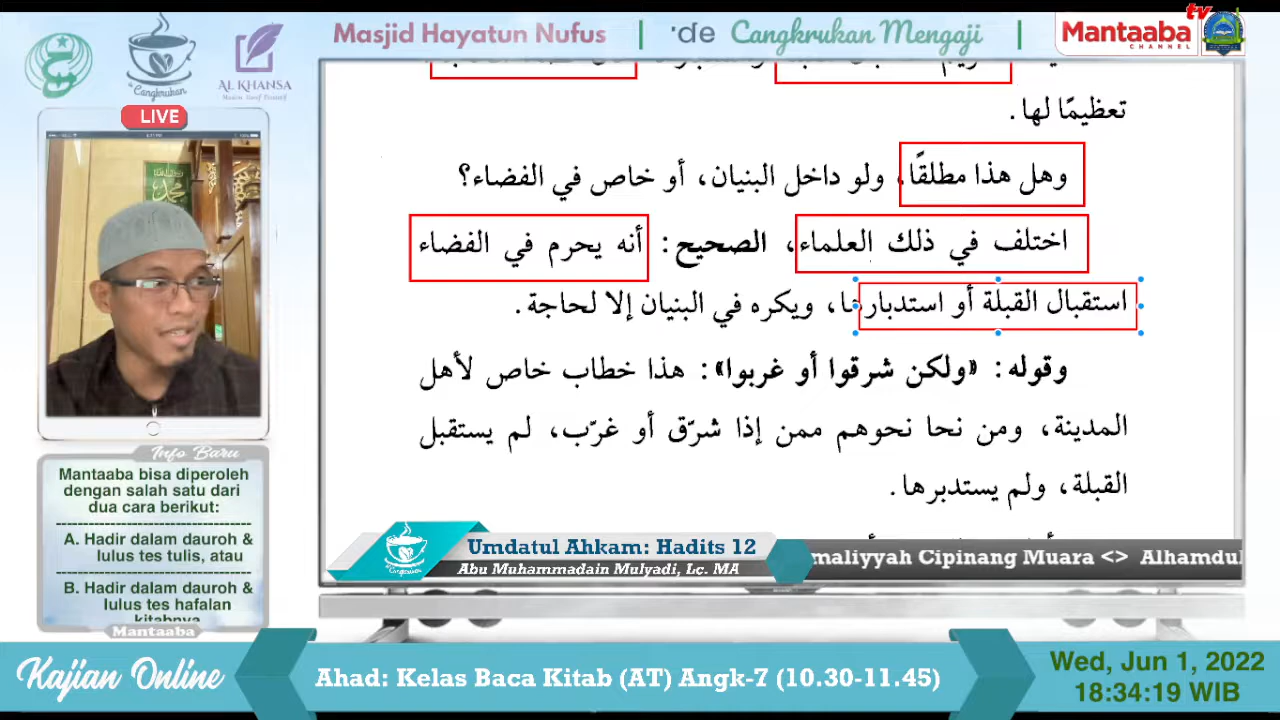 Masjid Hayatun Nufus | 'de Cangkrukan Mengaji |
Mantaaba tv
CHANNEL
de Cangkrukan
AL KHANSA
LIVE
تعظيمًا لها.
وهل هذا مطلقًا، ولو داخل البنيان، أو خاص في الفضاء؟
اختلف في ذلك العلماء، الصحيح: أنه يحرم في الفضاء
استقبال القبلة أو استدبارها، ويكره في البنيان إلا لحاجة.
وقوله: «ولكن شرقوا أو غربوا»: هذا خطاب خاص لأهل
المدينة، ومن نحا نحوهم ممن إذا شرّق أو غرّب، لم يستقبل
القبلة، ولم يستدبرها.
Info Baru
Mantaaba bisa diperoleh
dengan salah satu dari
dua cara berikut:
-----------------------------------
A. Hadir dalam dauroh &
lulus tes tulis, atau
-----------------------------------
B. Hadir dalam dauroh &
lulus tes hafalan
kitabnya
Mantaaba
Umdatul Ahkam: Hadits 12
Abu Muhammadain Mulyadi, Lc. MA
maliyyah Cipinang Muara <> Alhamdul
Kajian Online
Ahad: Kelas Baca Kitab (AT) Angk-7 (10.30-11.45)
Wed, Jun 1, 2022
18:34:19 WIB